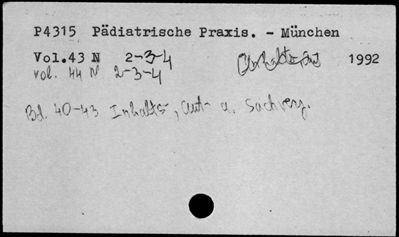 P4315 Pädiatrische Praxis. - München
Vol.43 N 2-3-4 1992
vol. 44 N 2-3-4
Bd. 40-43 Inhalts-, aut- u. Sachverz.